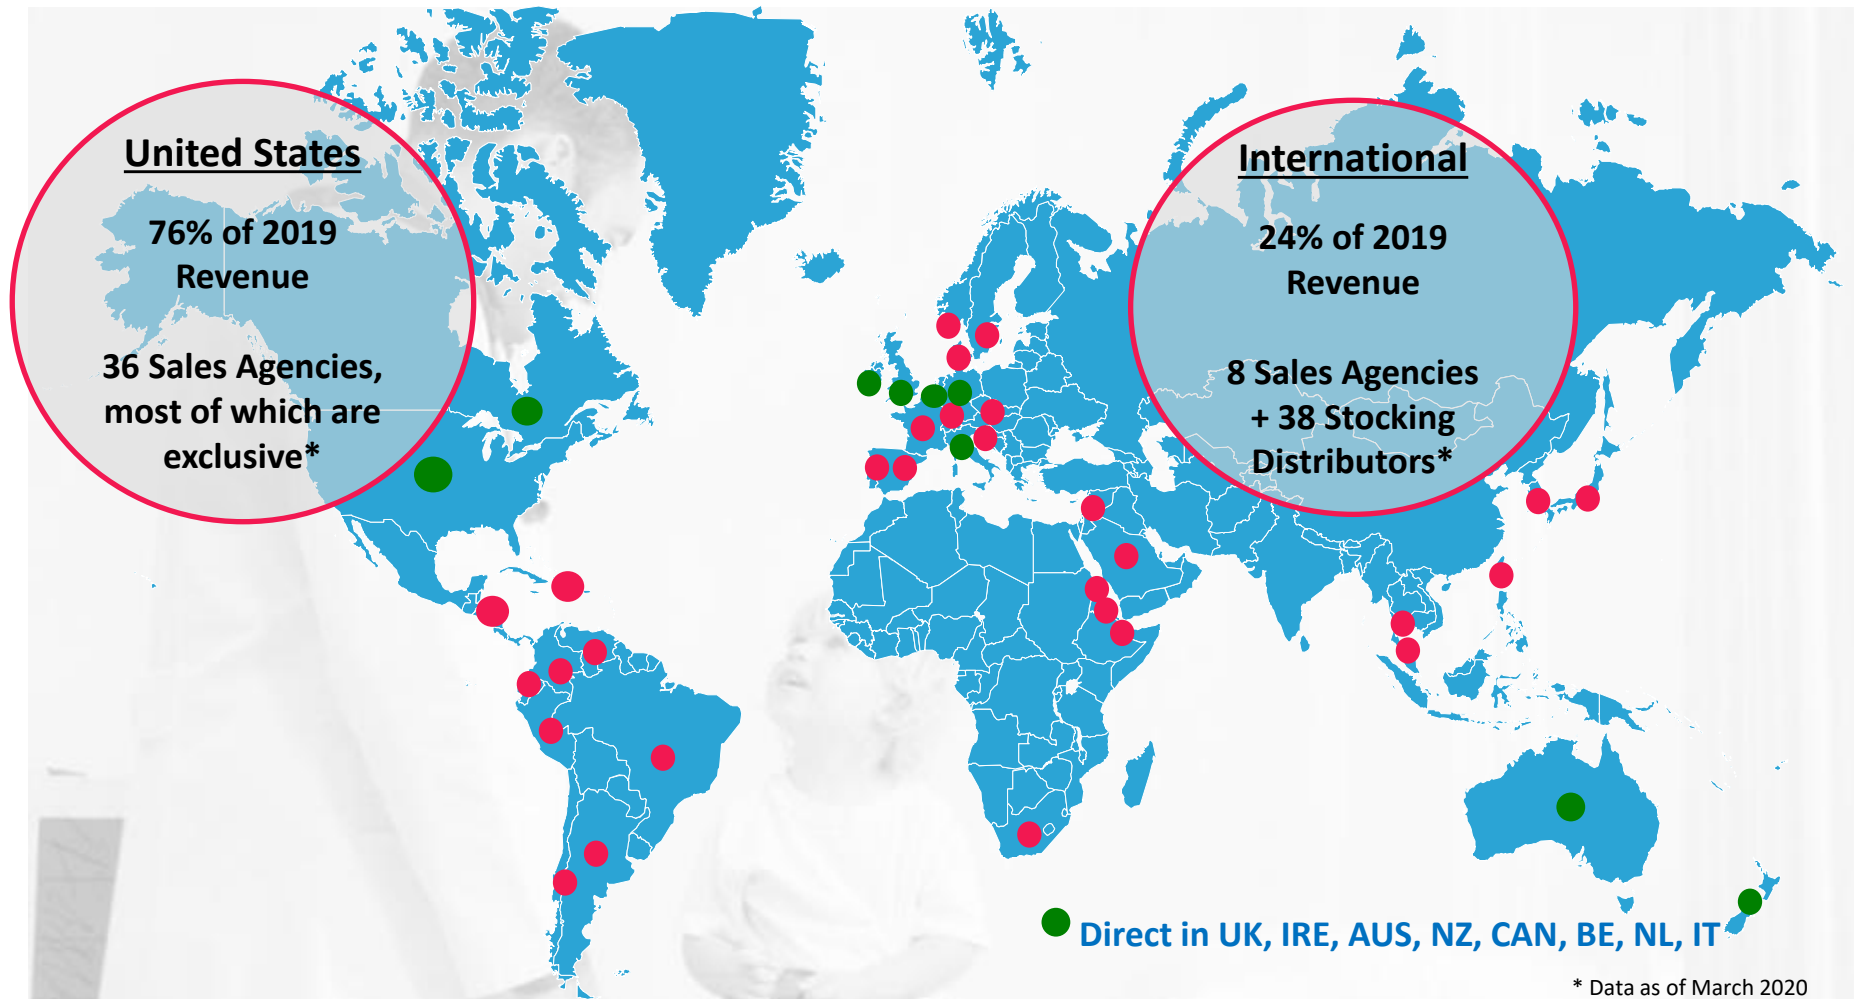 United States
76% of 2019
Revenue
36 Sales Agencies,
most of which are
exclusive*
International
24% of 2019
Revenue
8 Sales Agencies
+ 38 Stocking
Distributors*
Direct in UK, IRE, AUS, NZ, CAN, BE, NL, IT
* Data as of March 2020